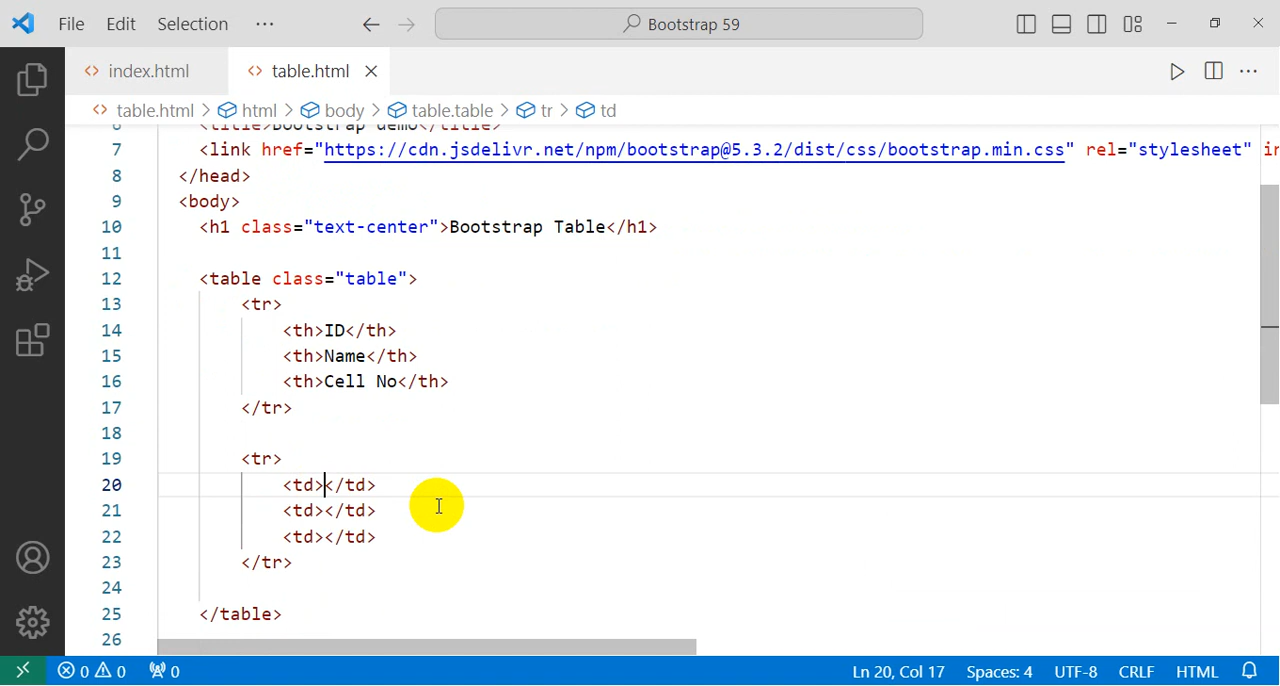 File Edit Selection ··· Bootstrap 59
index.html table.html
table.html > html > body > table.table > tr > td
6 <title>Bootstrap demo</title>
7 <link href="https://cdn.jsdelivr.net/npm/bootstrap@5.3.2/dist/css/bootstrap.min.css" rel="stylesheet" in
8 </head>
9 <body>
10 <h1 class="text-center">Bootstrap Table</h1>
11
12 <table class="table">
13 <tr>
14 <th>ID</th>
15 <th>Name</th>
16 <th>Cell No</th>
17 </tr>
18
19 <tr>
20 <td></td>
21 <td></td>
22 <td></td>
23 </tr>
24
25 </table>
26
0 0 0 Ln 20, Col 17 Spaces: 4 UTF-8 CRLF HTML